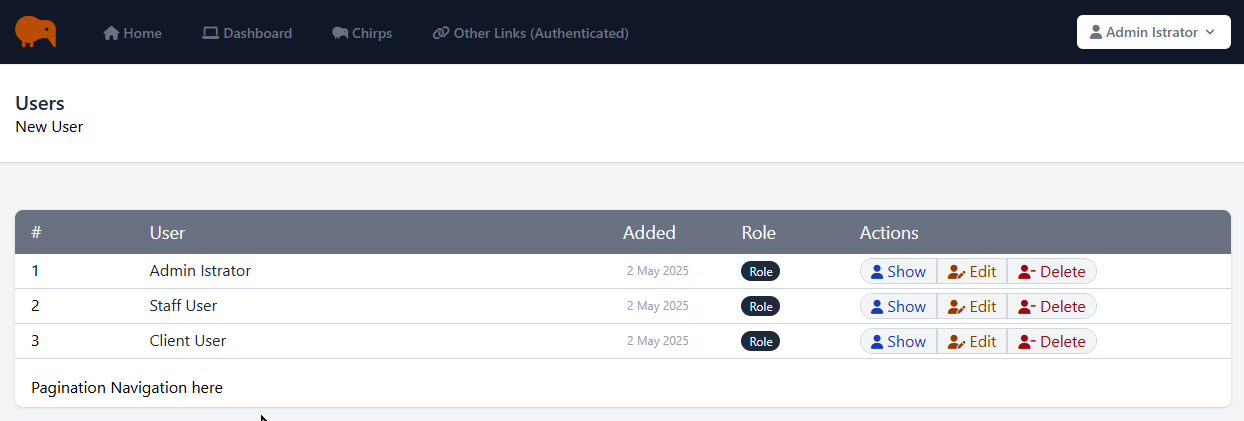 Home Dashboard Chirps Other Links (Authenticated) Admin Istrator
Users
New User
# User Added Role Actions
1 Admin Istrator 2 May 2025 Role Show Edit Delete
2 Staff User 2 May 2025 Role Show Edit Delete
3 Client User 2 May 2025 Role Show Edit Delete
Pagination Navigation here